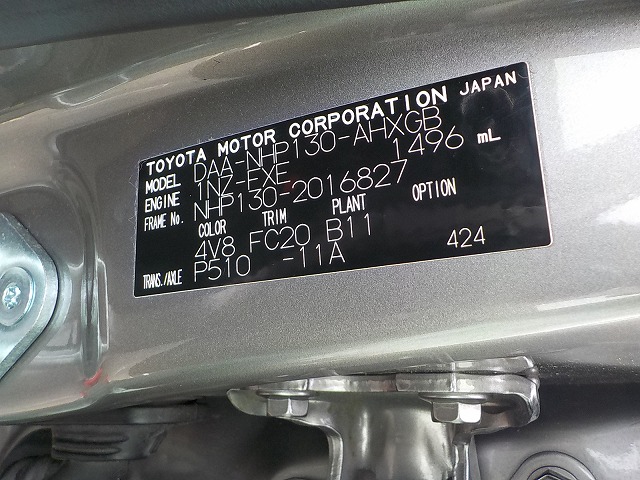 TOYOTA MOTOR CORPORATION JAPAN
MODEL DAA-NHP130-AHXGB
ENGINE 1NZ-EXE 1496 mL
FRAME No. NHP130-2016827
COLOR TRIM PLANT OPTION
4V8 FC20 B11
TRANS./AXLE P510 -11A 424